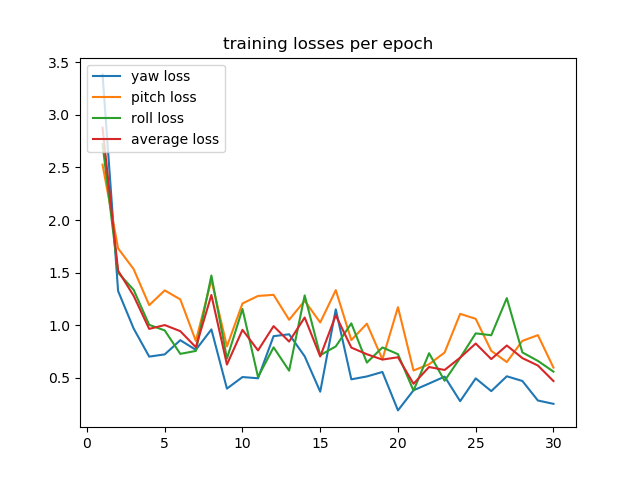 training losses per epoch
3.5
3.0
2.5
2.0
1.5
1.0
0.5
yaw loss
pitch loss
roll loss
average loss
0 5 10 15 20 25 30